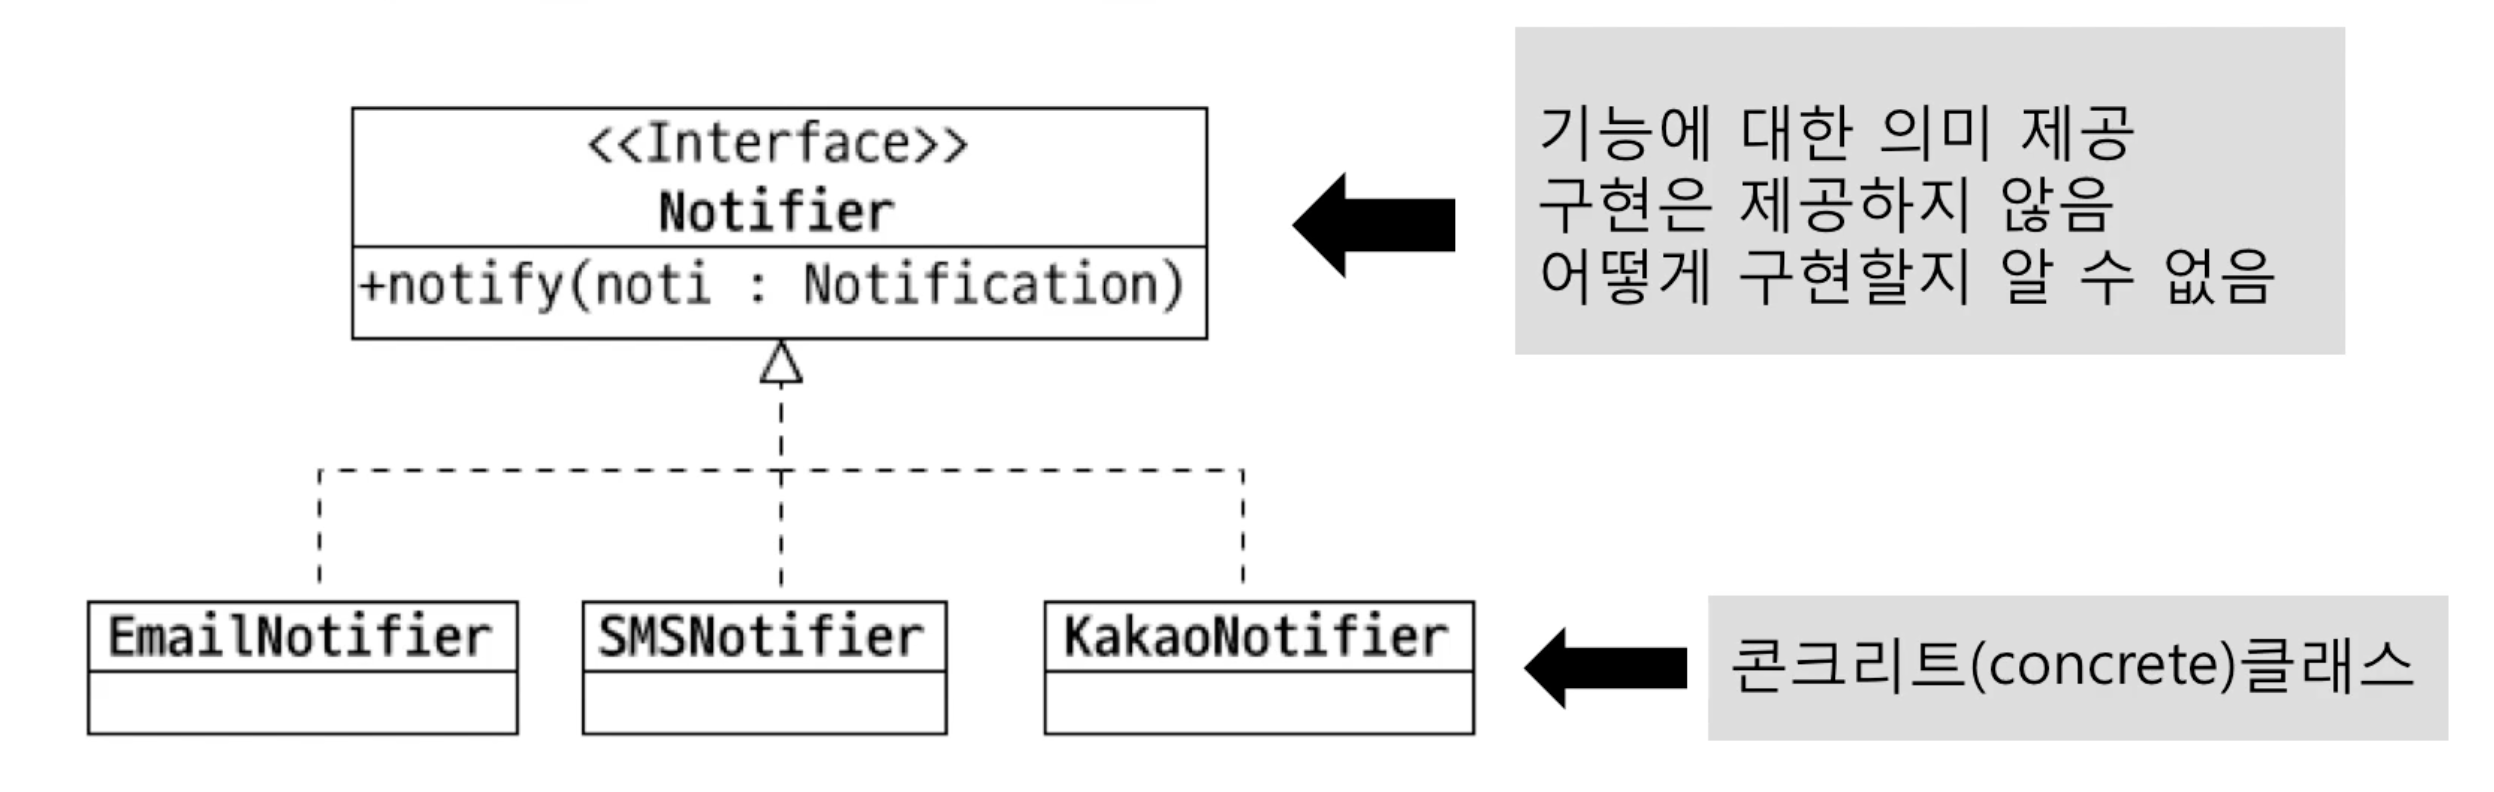 <<Interface>>
Notifier
+notify(noti : Notification)
기능에 대한 의미 제공
구현은 제공하지 않음
어떻게 구현할지 알 수 없음
EmailNotifier
SMSNotifier
KakaoNotifier
콘크리트(concrete)클래스